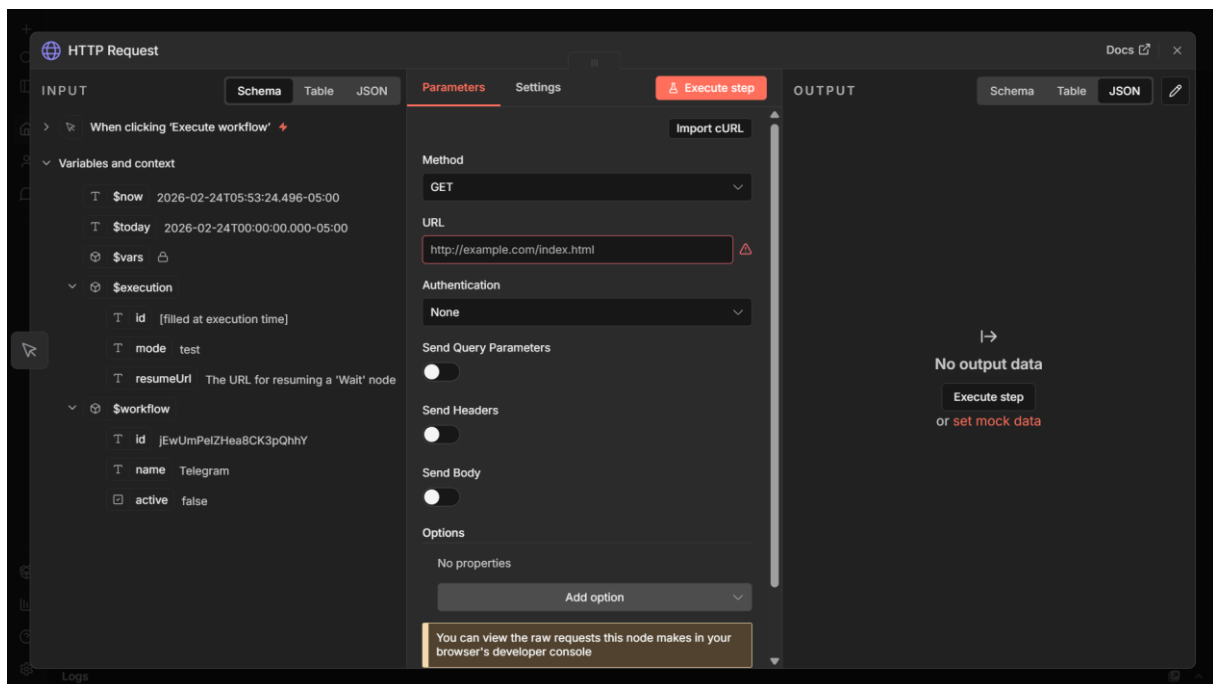 HTTP Request
Docs
INPUT
Schema
Table
JSON
When clicking ‘Execute workflow’
Variables and context
$now 2026-02-24T05:53:24.496-05:00
$today 2026-02-24T00:00:00.000-05:00
$vars
$execution
id [filled at execution time]
mode test
resumeUrl The URL for resuming a 'Wait' node
$workflow
id jEwUmPeIZHea8CK3pQhhY
name Telegram
active false
Parameters
Settings
Execute step
Import cURL
Method
GET
URL
http://example.com/index.html
Authentication
None
Send Query Parameters
Send Headers
Send Body
Options
No properties
Add option
You can view the raw requests this node makes in your
browser's developer console
OUTPUT
Schema
Table
JSON
No output data
Execute step
or set mock data
Logs